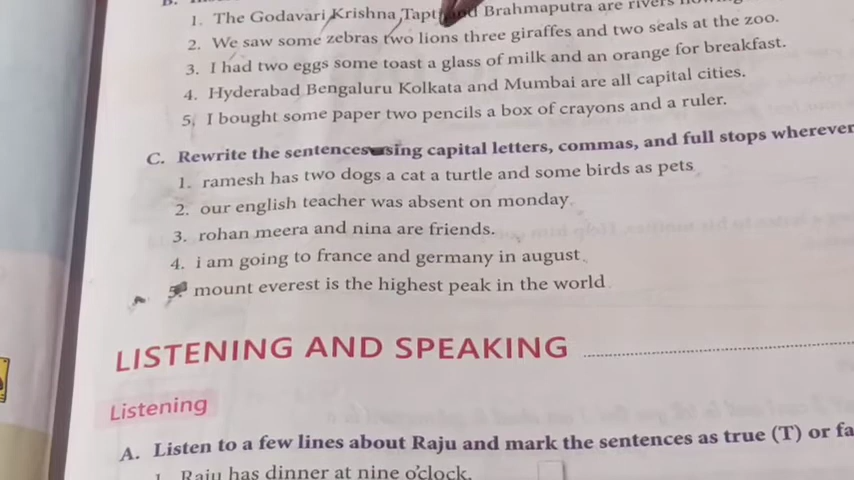 B.
1. The Godavari Krishna Tapti and Brahmaputra are rivers
2. We saw some zebras two lions three giraffes and two seals at the zoo.
3. I had two eggs some toast a glass of milk and an orange for breakfast.
4. Hyderabad Bengaluru Kolkata and Mumbai are all capital cities.
5. I bought some paper two pencils a box of crayons and a ruler.
C. Rewrite the sentences using capital letters, commas, and full stops wherever
1. ramesh has two dogs a cat a turtle and some birds as pets
2. our english teacher was absent on monday
3. rohan meera and nina are friends.
4. i am going to france and germany in august
5. mount everest is the highest peak in the world
LISTENING AND SPEAKING
Listening
A. Listen to a few lines about Raju and mark the sentences as true (T) or fa
1. Raju has dinner at nine o'clock.